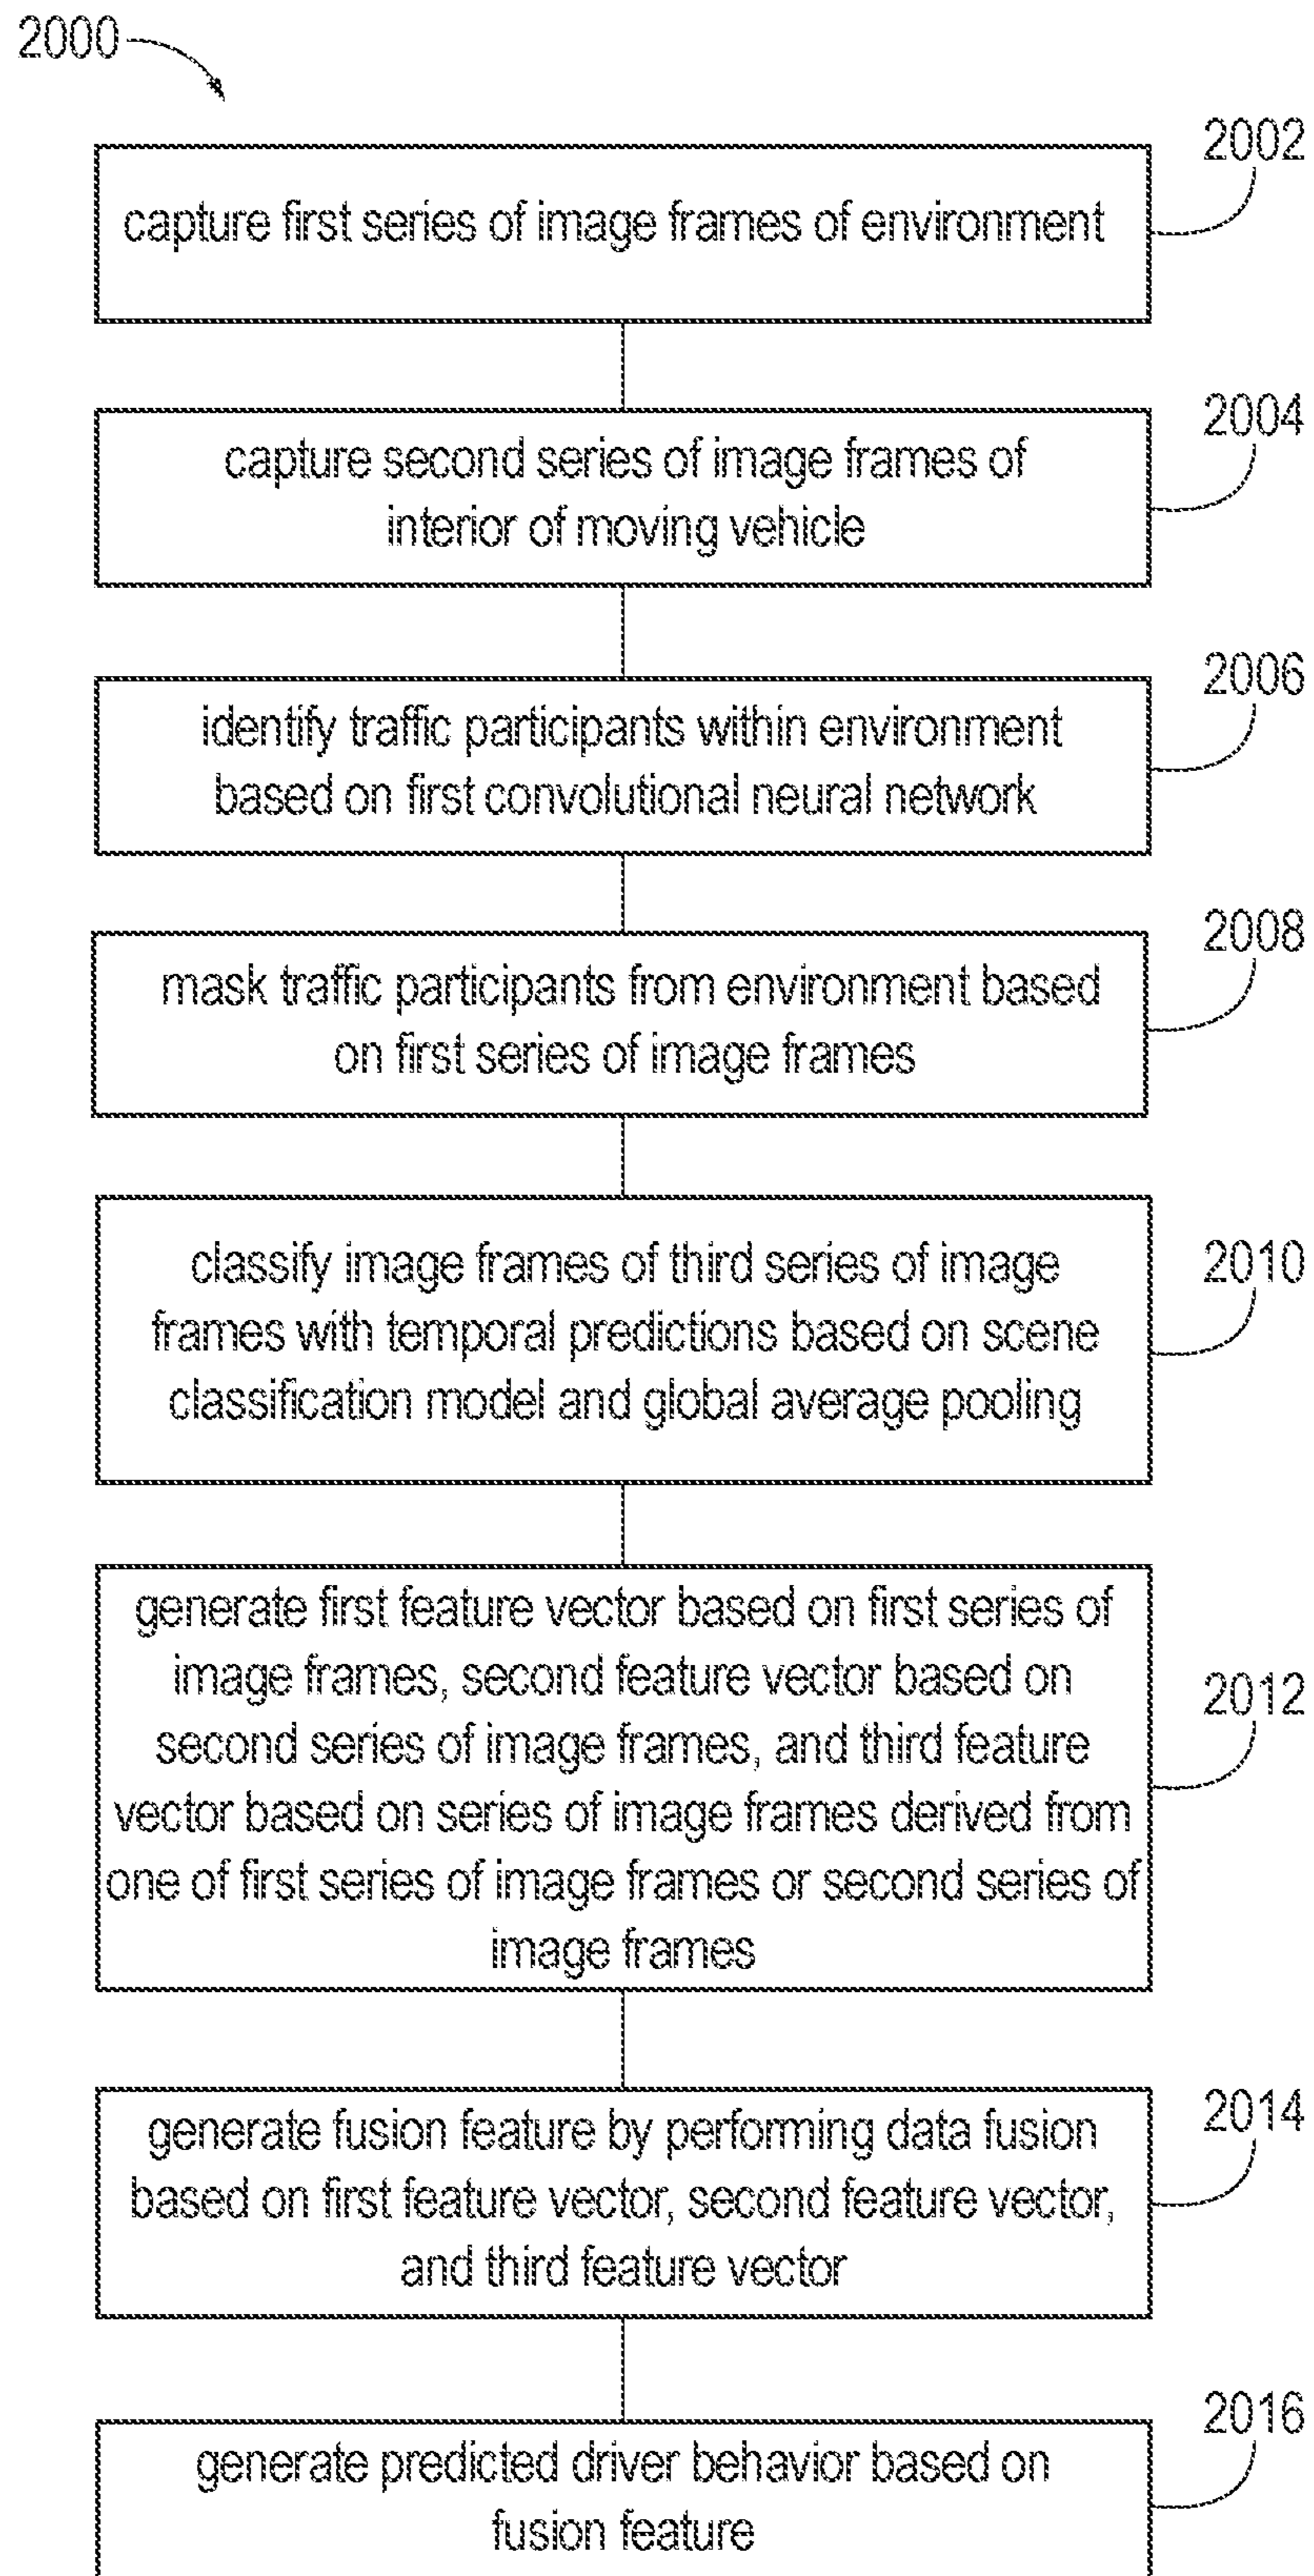 2000
2002
capture first series of image frames of environment
2004
capture second series of image frames of
interior of moving vehicle
2006
identify traffic participants within environment
based on first convolutional neural network
2008
mask traffic participants from environment based
on first series of image frames
2010
classify image frames of third series of image
frames with temporal predictions based on scene
classification model and global average pooling
2012
generate first feature vector based on first series of
image frames, second feature vector based on
second series of image frames, and third feature
vector based on series of image frames derived from
one of first series of image frames or second series of
image frames
2014
generate fusion feature by performing data fusion
based on first feature vector, second feature vector,
and third feature vector
2016
generate predicted driver behavior based on
fusion feature